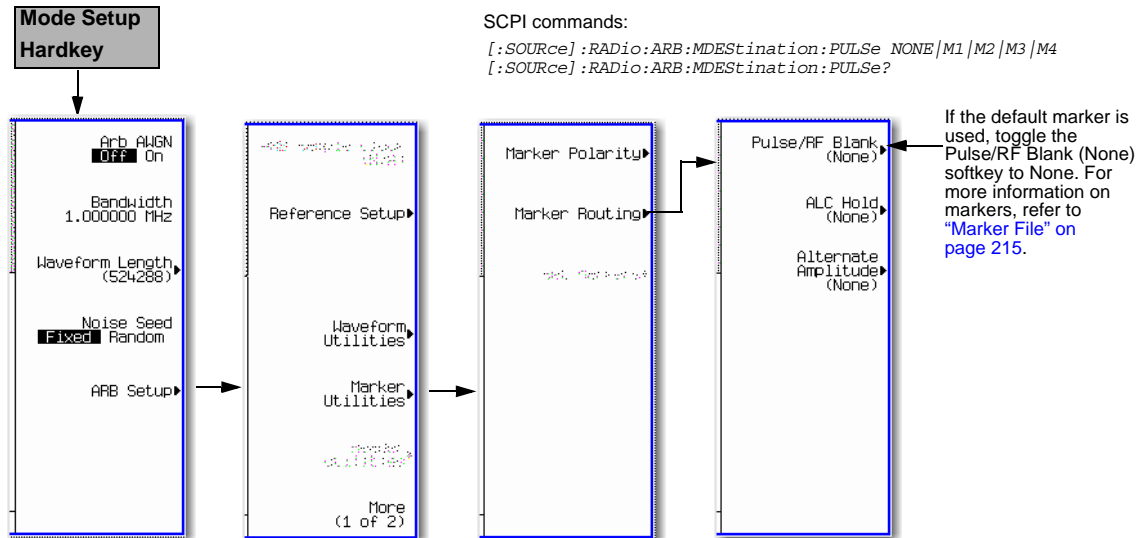 Mode Setup
Hardkey
SCPI commands:
[:SOURce]:RADio:ARB:MDEStination:PULSe NONE|M1|M2|M3|M4
[:SOURce]:RADio:ARB:MDEStination:PULSe?
Arb AWGN
Off On
Bandwidth
1.000000 MHz
Waveform Length
(524288)
Noise Seed
Fixed Random
ARB Setup
Reference Setup
Waveform
Utilities
Marker
Utilities
More
(1 of 2)
Marker Polarity
Marker Routing
Pulse/RF Blank
(None)
ALC Hold
(None)
Alternate
Amplitude
(None)
If the default marker is
used, toggle the
Pulse/RF Blank (None)
softkey to None. For
more information on
markers, refer to
“Marker File” on
page 215.